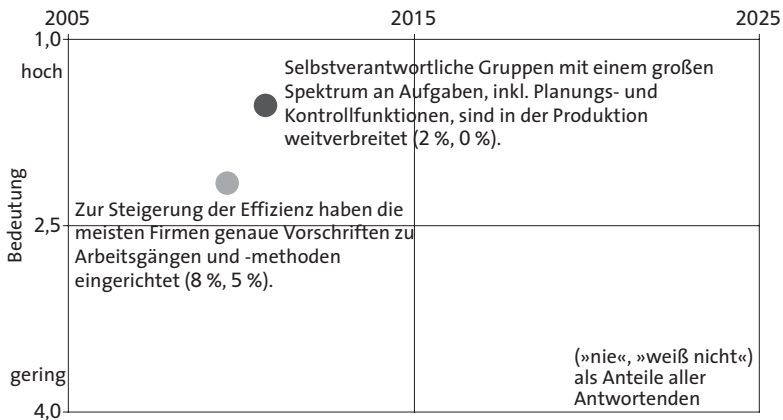 2005 2015 2025
1,0
hoch
Selbstverantwortliche Gruppen mit einem großen
Spektrum an Aufgaben, inkl. Planungs- und
Kontrollfunktionen, sind in der Produktion
weitverbreitet (2 %, 0 %).
Bedeutung
2,5
Zur Steigerung der Effizienz haben die
meisten Firmen genaue Vorschriften zu
Arbeitsgängen und -methoden
eingerichtet (8 %, 5 %).
(»nie«, »weiß nicht«)
als Anteile aller
Antwortenden
gering
4,0